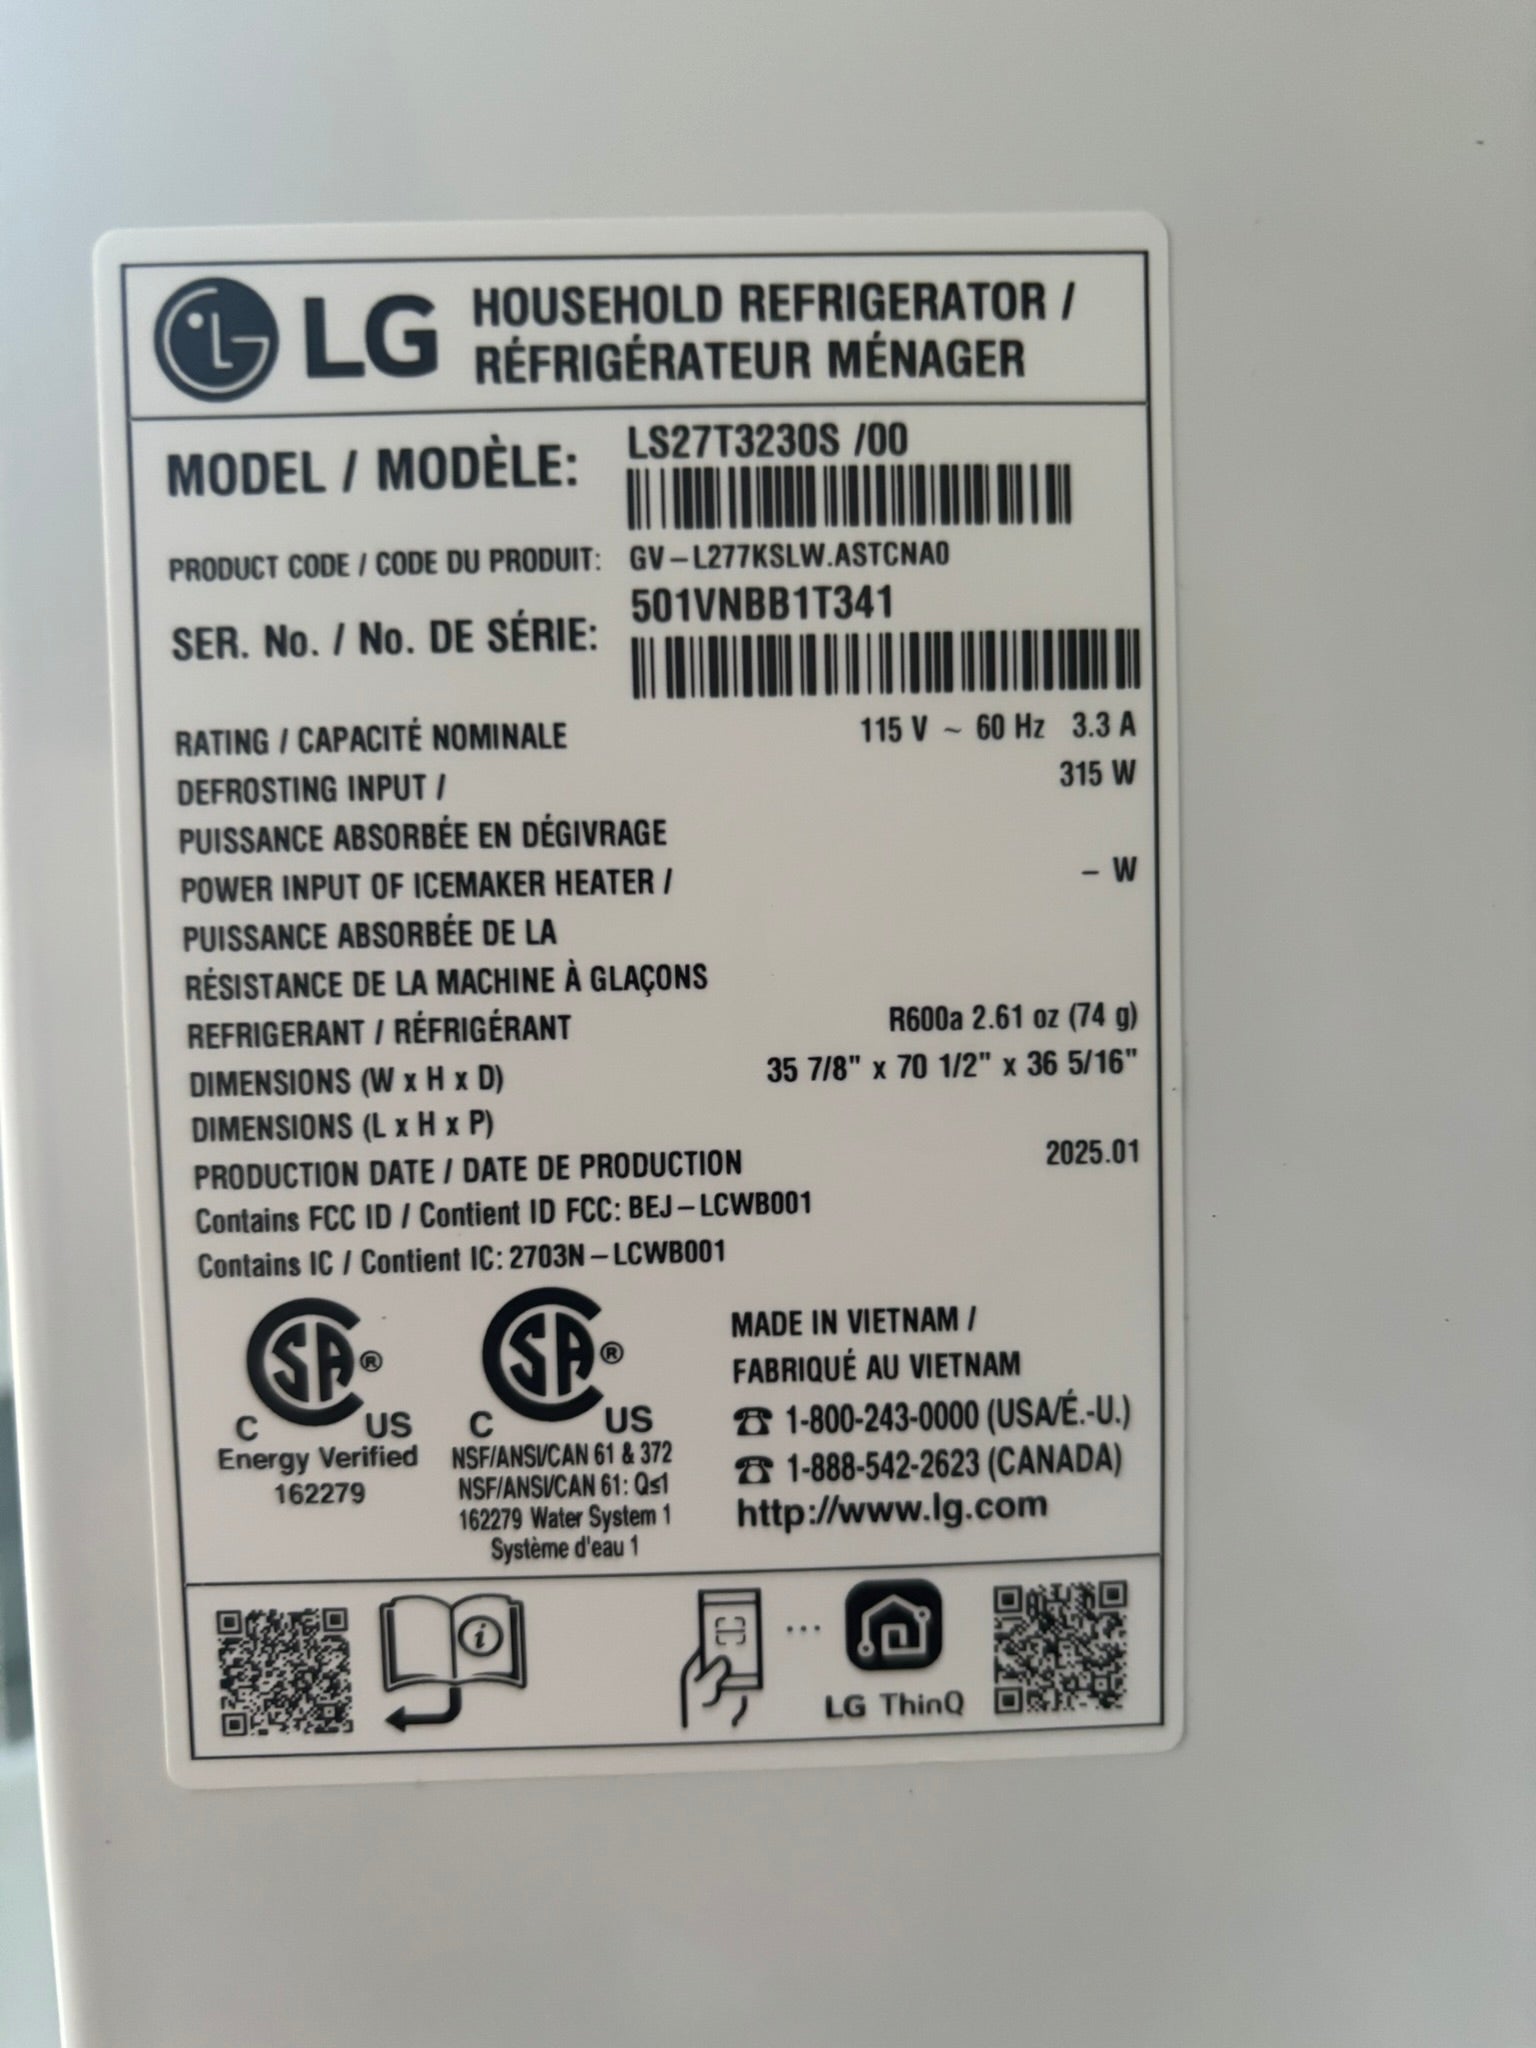 LG
HOUSEHOLD REFRIGERATOR /
RÉFRIGÉRATEUR MÉNAGER
MODEL / MODÈLE: LS27T3230S /00
PRODUCT CODE / CODE DU PRODUIT: GV-L277KSLW.ASTCNA0
SER. No. / No. DE SÉRIE: 501VNBB1T341
RATING / CAPACITÉ NOMINALE 115 V ~ 60 Hz 3.3 A
DEFROSTING INPUT / 315 W
PUISSANCE ABSORBÉE EN DÉGIVRAGE
POWER INPUT OF ICEMAKER HEATER / – W
PUISSANCE ABSORBÉE DE LA
RÉSISTANCE DE LA MACHINE À GLAÇONS
REFRIGERANT / RÉFRIGÉRANT R600a 2.61 oz (74 g)
DIMENSIONS (W x H x D) 35 7/8" x 70 1/2" x 36 5/16"
DIMENSIONS (L x H x P)
PRODUCTION DATE / DATE DE PRODUCTION 2025.01
Contains FCC ID / Contient ID FCC: BEJ-LCWB001
Contains IC / Contient IC: 2703N-LCWB001
SA®
C US
Energy Verified
162279
SA®
C US
NSF/ANSI/CAN 61 & 372
NSF/ANSI/CAN 61: Q≤1
162279 Water System 1
Système d'eau 1
MADE IN VIETNAM /
FABRIQUÉ AU VIETNAM
☎ 1-800-243-0000 (USA/É.-U.)
☎ 1-888-542-2623 (CANADA)
http://www.lg.com
i
LG ThinQ